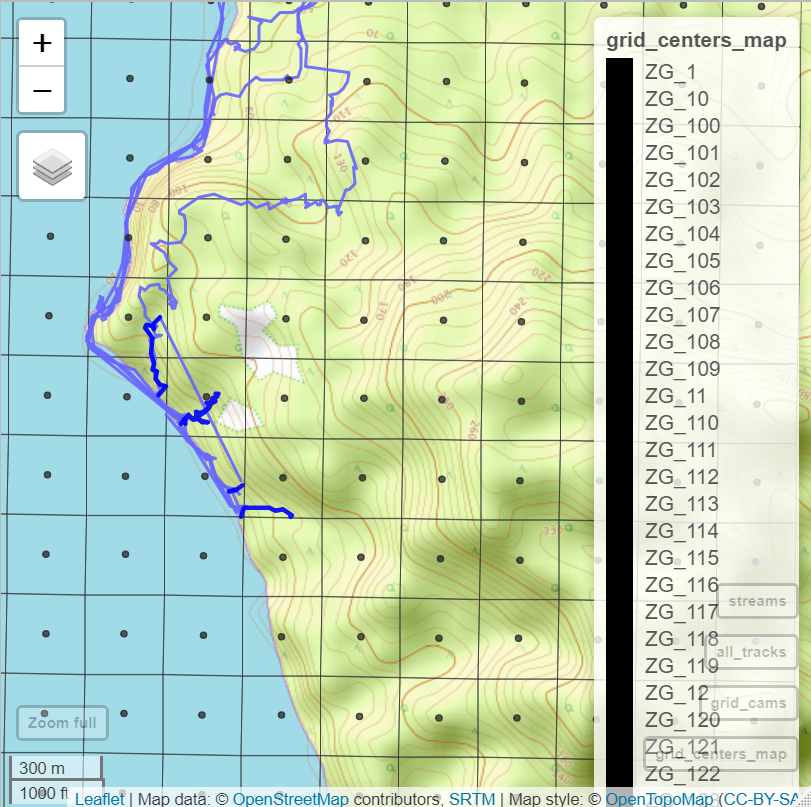 +
−
grid_centers_map
ZG_1
ZG_10
ZG_100
ZG_101
ZG_102
ZG_103
ZG_104
ZG_105
ZG_106
ZG_107
ZG_108
ZG_109
ZG_11
ZG_110
ZG_111
ZG_112
ZG_113
ZG_114
ZG_115
ZG_116
ZG_117
ZG_118
ZG_119
ZG_12
ZG_120
ZG_121
ZG_122
streams
all_tracks
grid_cams
grid_centers_map
70
110
130
100
120
180
200
220
240
170
260
Zoom full
300 m
1000 ft
Leaflet | Map data: © OpenStreetMap contributors, SRTM | Map style: © OpenTopoMap (CC-BY-SA